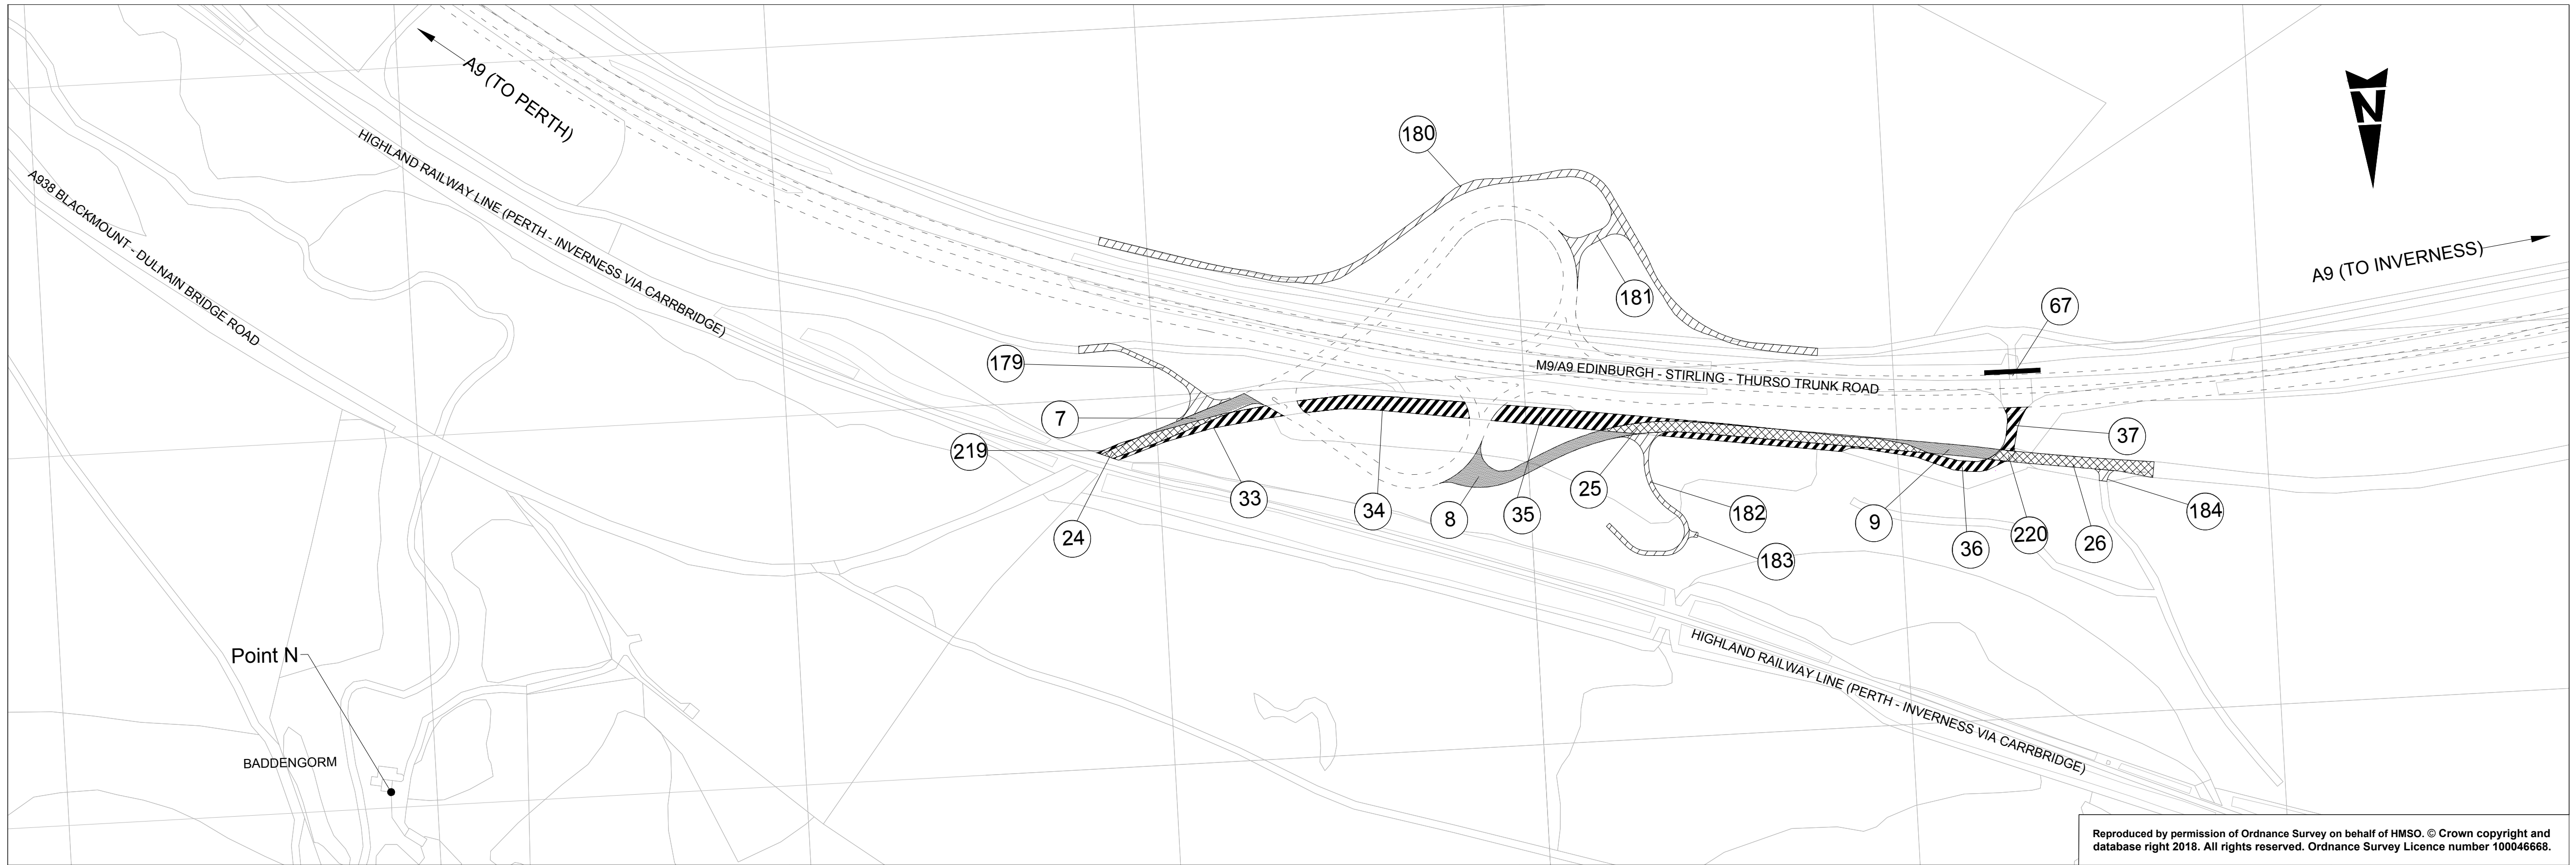 A9 (TO PERTH)
HIGHLAND RAILWAY LINE (PERTH - INVERNESS VIA CARRBRIDGE)
A938 BLACKMOUNT - DULNAIN BRIDGE ROAD
180
N
A9 (TO INVERNESS)
181
67
M9/A9 EDINBURGH - STIRLING - THURSO TRUNK ROAD
179
7
219
37
33
34
8
35
25
182
9
184
24
220
26
36
183
HIGHLAND RAILWAY LINE (PERTH - INVERNESS VIA CARRBRIDGE)
Point N
BADDENGORM
Reproduced by permission of Ordnance Survey on behalf of HMSO. © Crown copyright and
database right 2018. All rights reserved. Ordnance Survey Licence number 100046668.